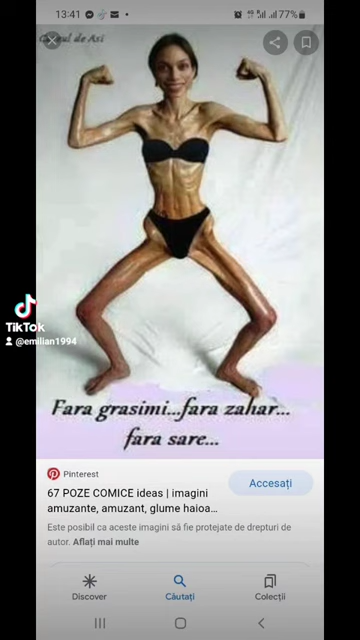 13:41
77%
de Azi
Fara grasimi...fara zahar...
fara sare...
TikTok
@emilian1994
Pinterest
67 POZE COMICE ideas | imagini
amuzante, amuzant, glume haioa...
Accesați
Este posibil ca aceste imagini să fie protejate de drepturi de
autor. Aflați mai multe
Discover
Căutați
Colecții